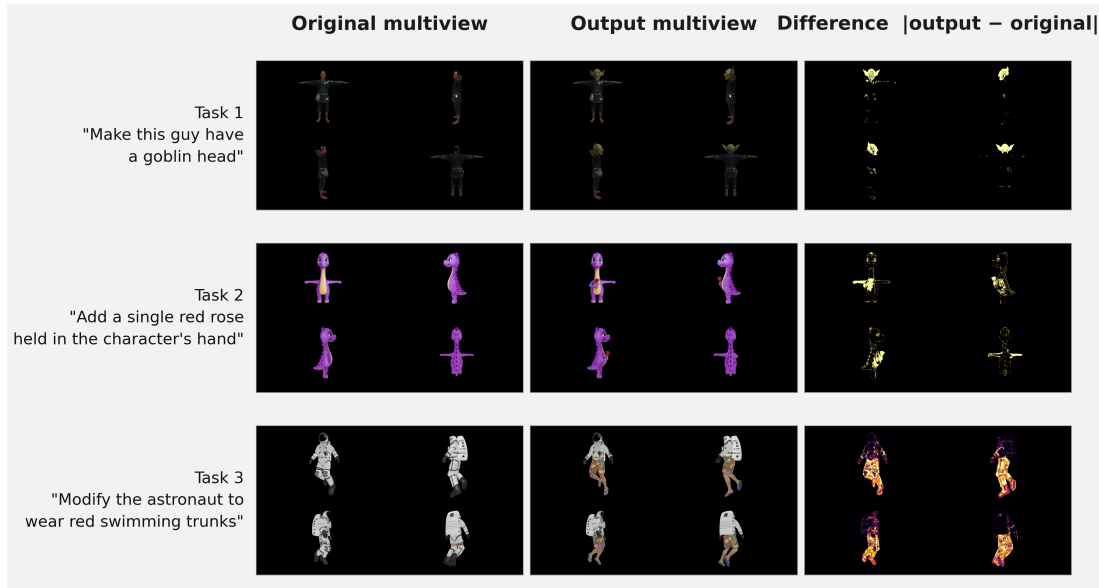 Original multiview
Output multiview
Difference |output − original|
Task 1
"Make this guy have
a goblin head"
Task 2
"Add a single red rose
held in the character's hand"
Task 3
"Modify the astronaut to
wear red swimming trunks"